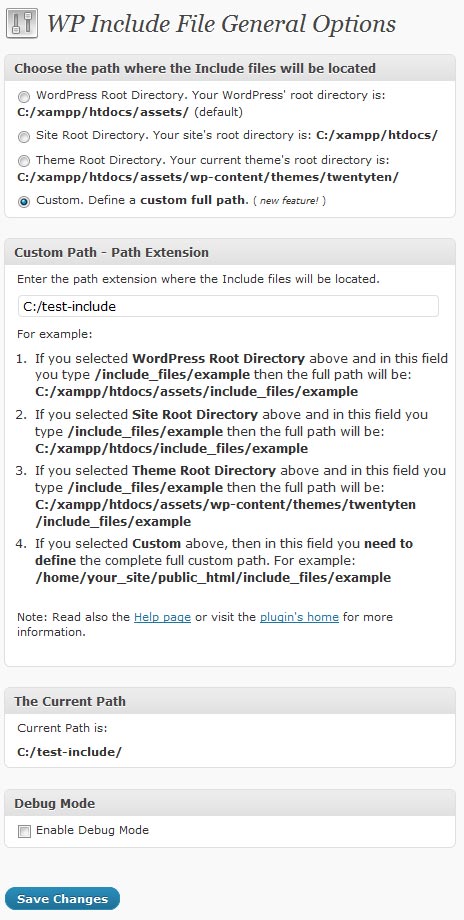 WP Include File General Options
Choose the path where the Include files will be located
WordPress Root Directory. Your WordPress' root directory is:
C:/xampp/htdocs/assets/ (default)
Site Root Directory. Your site's root directory is: C:/xampp/htdocs/
Theme Root Directory. Your current theme's root directory is:
C:/xampp/htdocs/assets/wp-content/themes/twentyten/
Custom. Define a custom full path. ( new feature! )
Custom Path - Path Extension
Enter the path extension where the Include files will be located.
C:/test-include
For example:
1. If you selected WordPress Root Directory above and in this field
you type /include_files/example then the full path will be:
C:/xampp/htdocs/assets/include_files/example
2. If you selected Site Root Directory above and in this field you
type /include_files/example then the full path will be:
C:/xampp/htdocs/include_files/example
3. If you selected Theme Root Directory above and in this field you
type /include_files/example then the full path will be:
C:/xampp/htdocs/assets/wp-content/themes/twentyten
/include_files/example
4. If you selected Custom above, then in this field you need to
define the complete full custom path. For example:
/home/your_site/public_html/include_files/example
Note: Read also the Help page or visit the plugin's home for more
information.
The Current Path
Current Path is:
C:/test-include/
Debug Mode
Enable Debug Mode
Save Changes